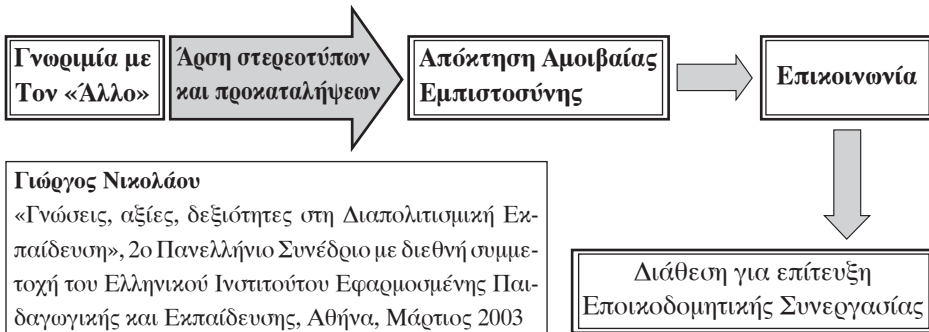 Γνωριμία με
Τον «Άλλο»
Άρση στερεοτύπων
και προκαταλήψεων
Απόκτηση Αμοιβαίας
Εμπιστοσύνης
Επικοινωνία
Γιώργος Νικολάου
«Γνώσεις, αξίες, δεξιότητες στη Διαπολιτισμική Εκ-
παίδευση», 2ο Πανελλήνιο Συνέδριο με διεθνή συμμε-
τοχή του Ελληνικού Ινστιτούτου Εφαρμοσμένης Παι-
δαγωγικής και Εκπαίδευσης, Αθήνα, Μάρτιος 2003
Διάθεση για επίτευξη
Εποικοδομητικής Συνεργασίας